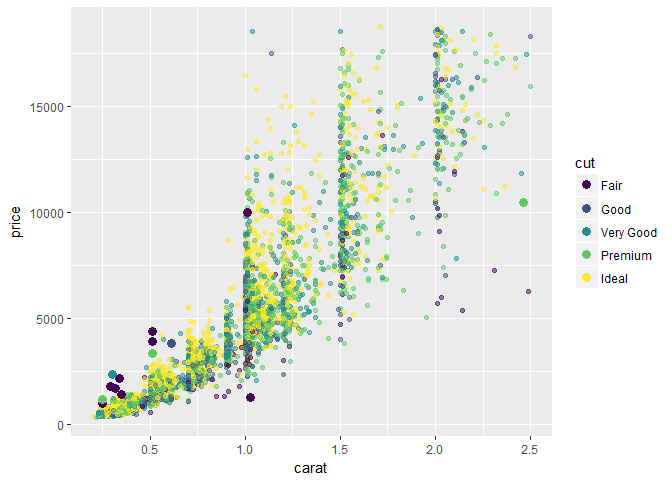 15000
10000
5000
0
price
0.5
1.0
1.5
2.0
2.5
carat
cut
Fair
Good
Very Good
Premium
Ideal